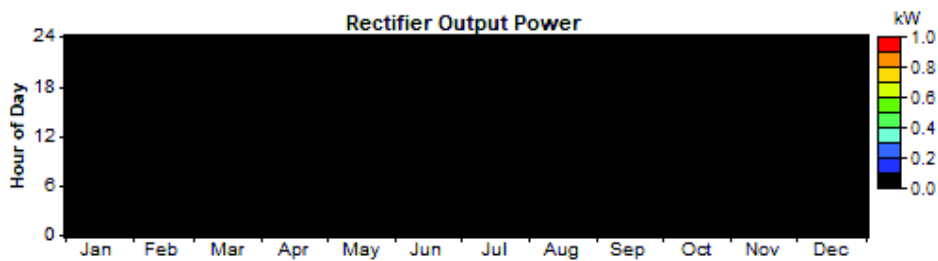 Rectifier Output Power
kW
24
18
12
6
0
Hour of Day
1.0
0.8
0.6
0.4
0.2
0.0
Jan Feb Mar Apr May Jun Jul Aug Sep Oct Nov Dec